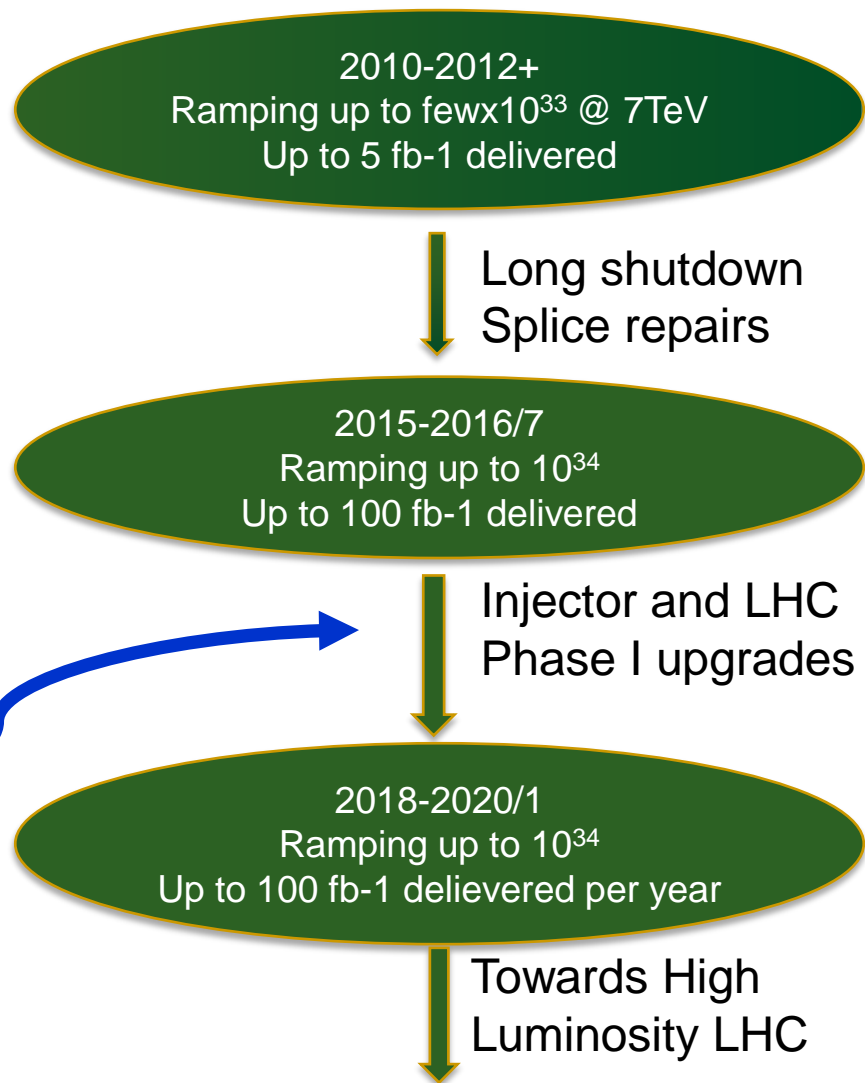 2010-2012+
Ramping up to fewx10³³ @ 7TeV
Up to 5 fb-1 delivered
Long shutdown
Splice repairs
2015-2016/7
Ramping up to 10³⁴
Up to 100 fb-1 delivered
Injector and LHC
Phase I upgrades
2018-2020/1
Ramping up to 10³⁴
Up to 100 fb-1 delievered per year
Towards High
Luminosity LHC